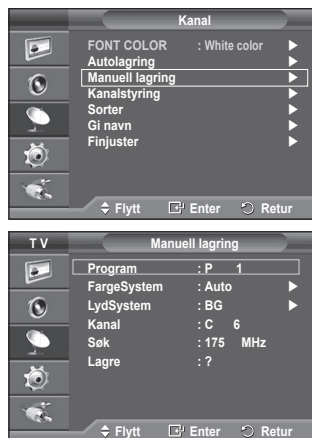 Kanal
FONT COLOR : White color
Autolagring
Manuell lagring
Kanalstyring
Sorter
Gi navn
Finjuster
Flytt Enter Retur
TV Manuell lagring
Program : P 1
FargeSystem : Auto
LydSystem : BG
Kanal : C 6
Søk : 175 MHz
Lagre : ?
Flytt Enter Retur